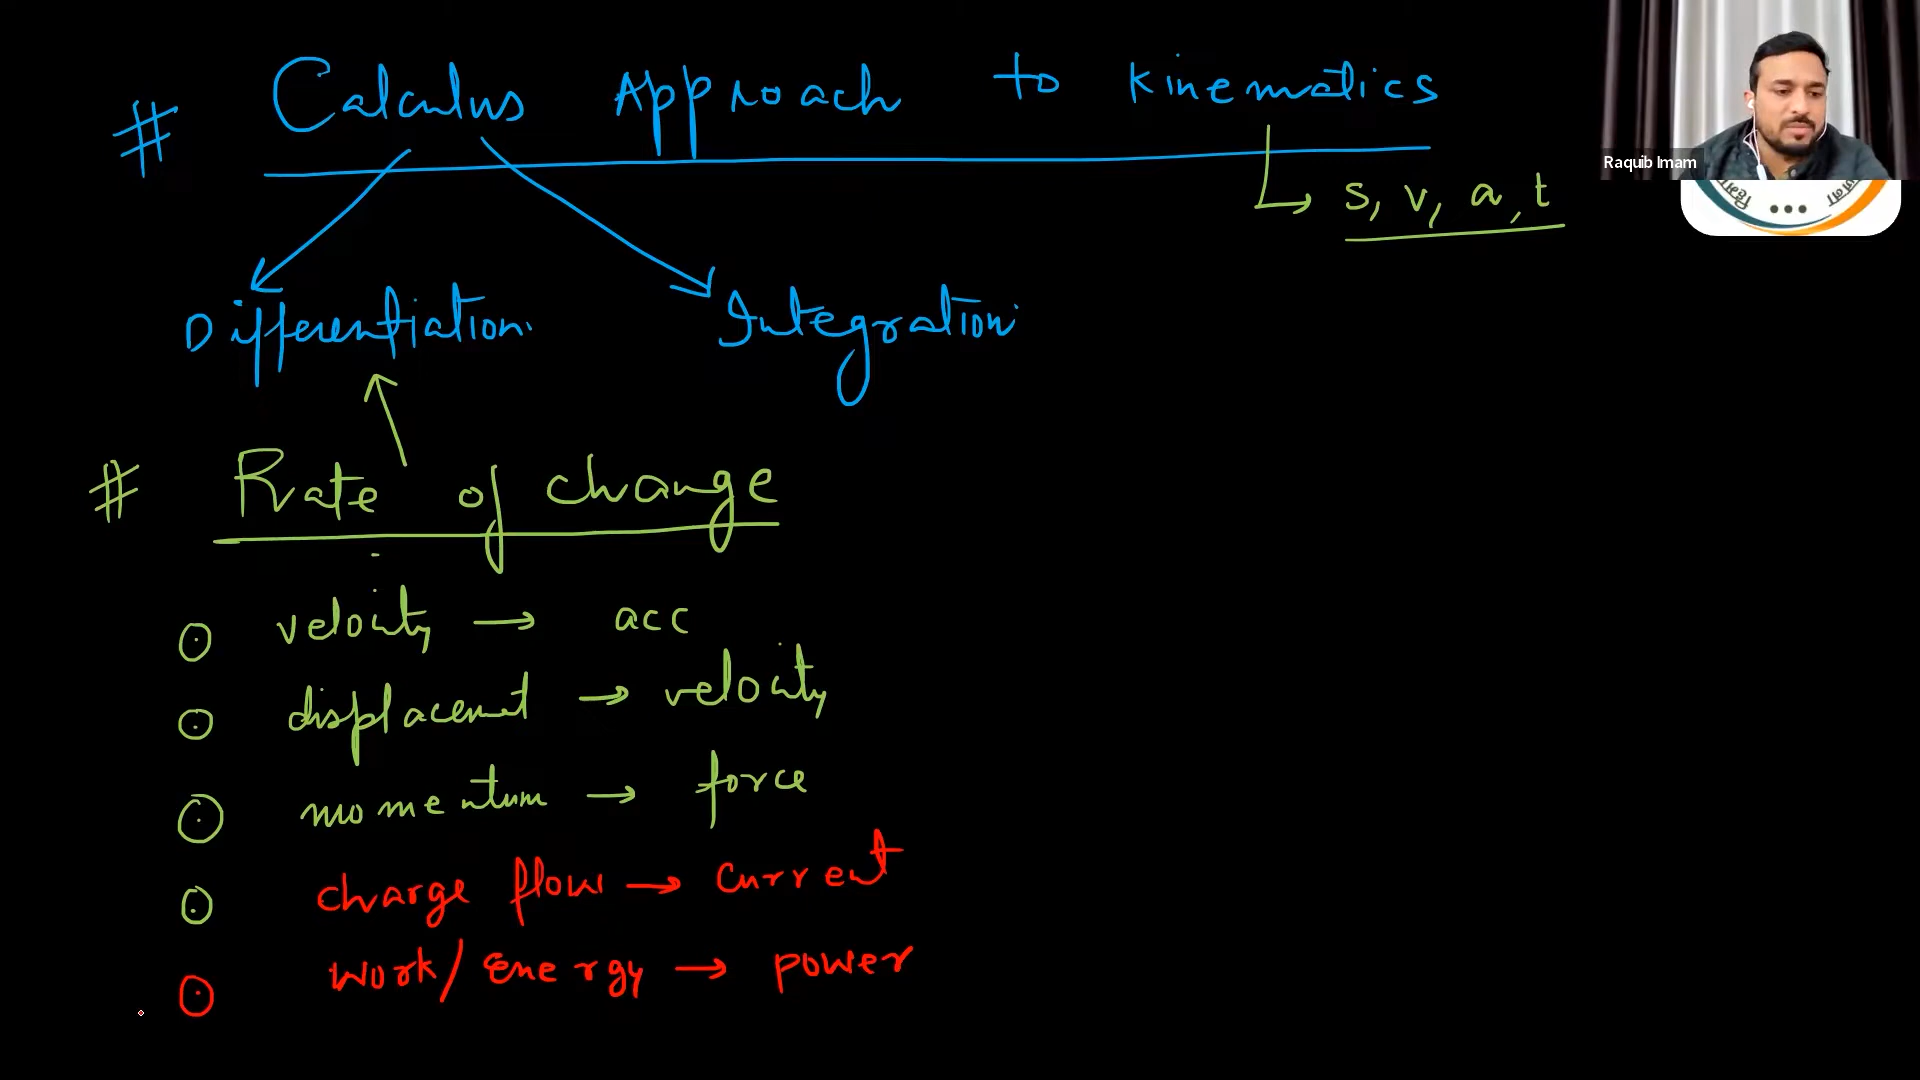 # Calculus Approach to Kinematics
Raquib Imam
s, v, a, t
Differentiation Integration
# Rate of change
velocity → acc
displacement → velocity
momentum → force
charge flow → current
Work/Energy → power